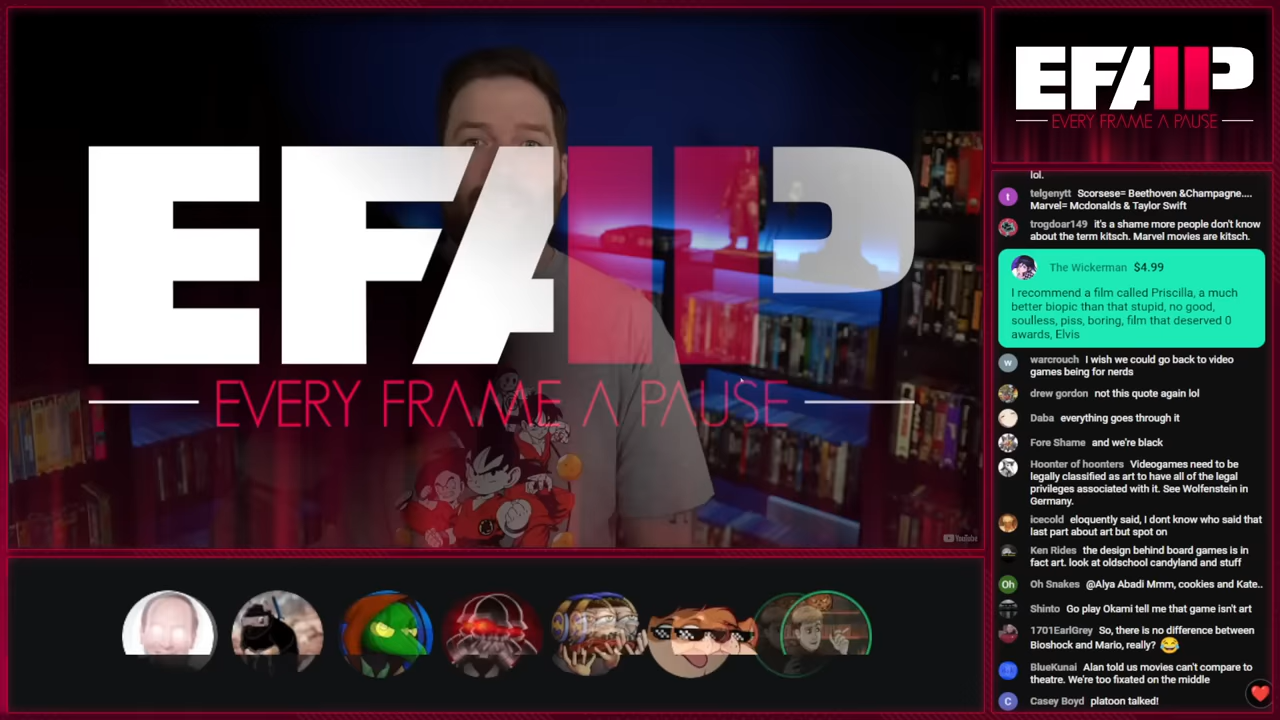 EFAP
EVERY FRAME A PAUSE
YouTube
EFAP
EVERY FRAME A PAUSE
lol.
t
telgenytt Scorsese= Beethoven &Champagne....
Marvel= Mcdonalds & Taylor Swift
trogdoar149 it's a shame more people don't know
about the term kitsch. Marvel movies are kitsch.
The Wickerman $4.99
I recommend a film called Priscilla, a much
better biopic than that stupid, no good,
soulless, piss, boring, film that deserved 0
awards, Elvis
w
warcrouch I wish we could go back to video
games being for nerds
drew gordon not this quote again lol
Daba everything goes through it
Fore Shame and we're black
Hoonter of hoonters Videogames need to be
legally classified as art to have all of the legal
privileges associated with it. See Wolfenstein in
Germany.
icecold eloquently said, I dont know who said that
last part about art but spot on
Ken Rides the design behind board games is in
fact art. look at oldschool candyland and stuff
Oh
Oh Snakes @Alya Abadi Mmm, cookies and Kate..
Shinto Go play Okami tell me that game isn't art
1701EarlGrey So, there is no difference between
Bioshock and Mario, really? 😂
BlueKunai Alan told us movies can't compare to
theatre. We're too fixated on the middle
C
Casey Boyd platoon talked!